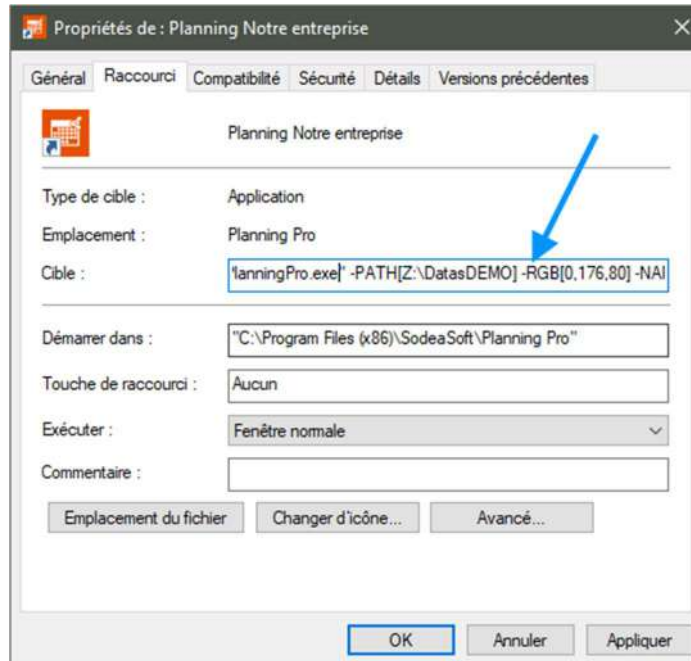 Propriétés de : Planning Notre entreprise
Général Raccourci Compatibilité Sécurité Détails Versions précédentes
Planning Notre entreprise
Type de cible : Application
Emplacement : Planning Pro
Cible : 'lanningPro.exe" -PATH[Z:\DatasDEMO] -RGB[0,176,80] -NAI
Démarrer dans : "C:\Program Files (x86)\SodeaSoft\Planning Pro"
Touche de raccourci : Aucun
Exécuter : Fenêtre normale
Commentaire :
Emplacement du fichier Changer d'icône... Avancé...
OK Annuler Appliquer